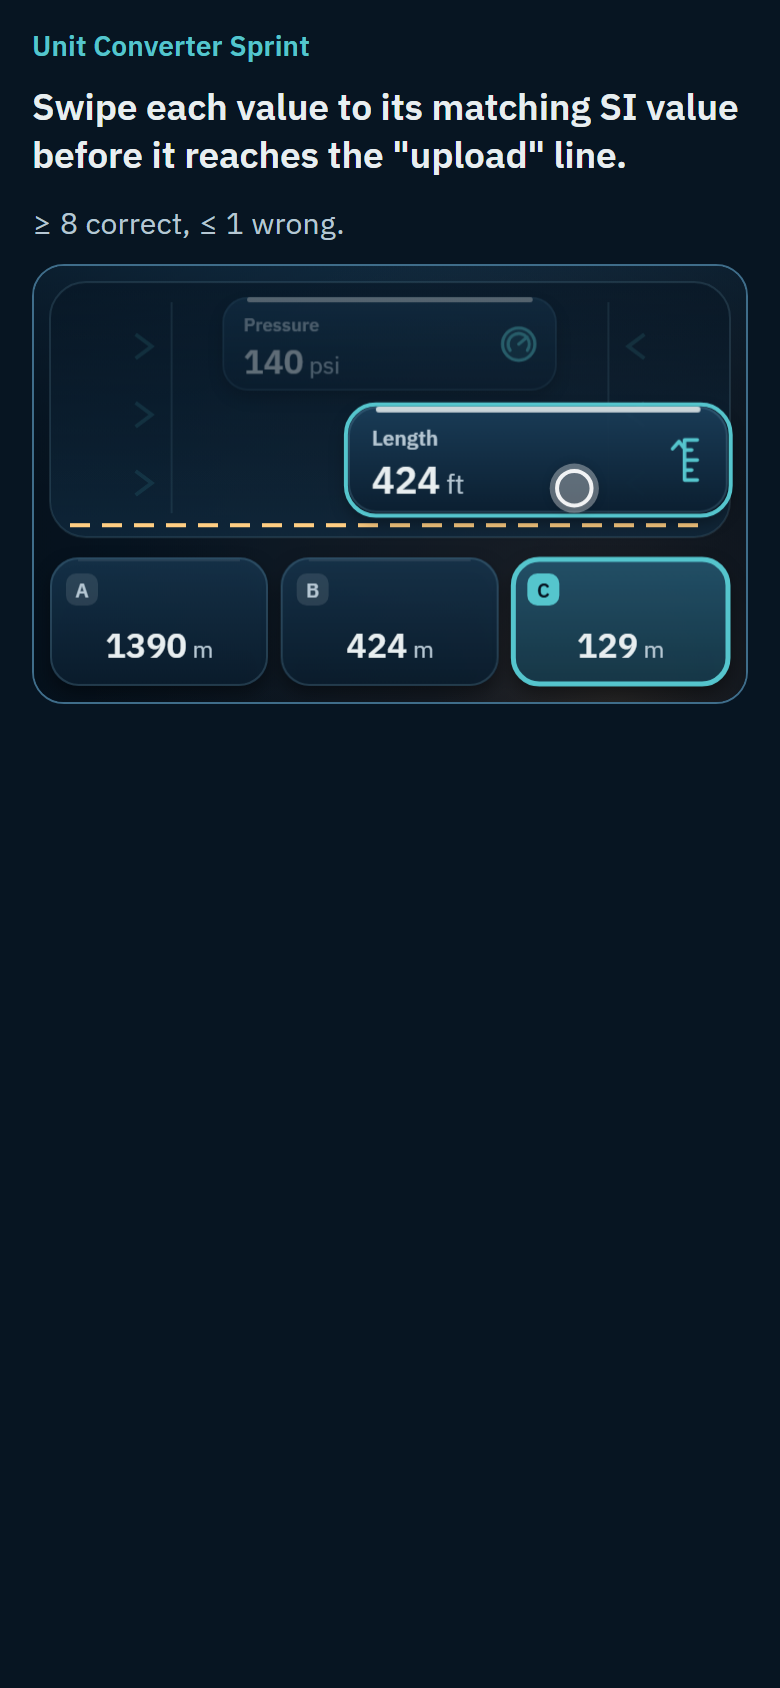 Unit Converter Sprint
Swipe each value to its matching SI value
before it reaches the "upload" line.
≥ 8 correct, ≤ 1 wrong.
Pressure
140 psi
Length
424 ft
A
1390 m
B
424 m
C
129 m